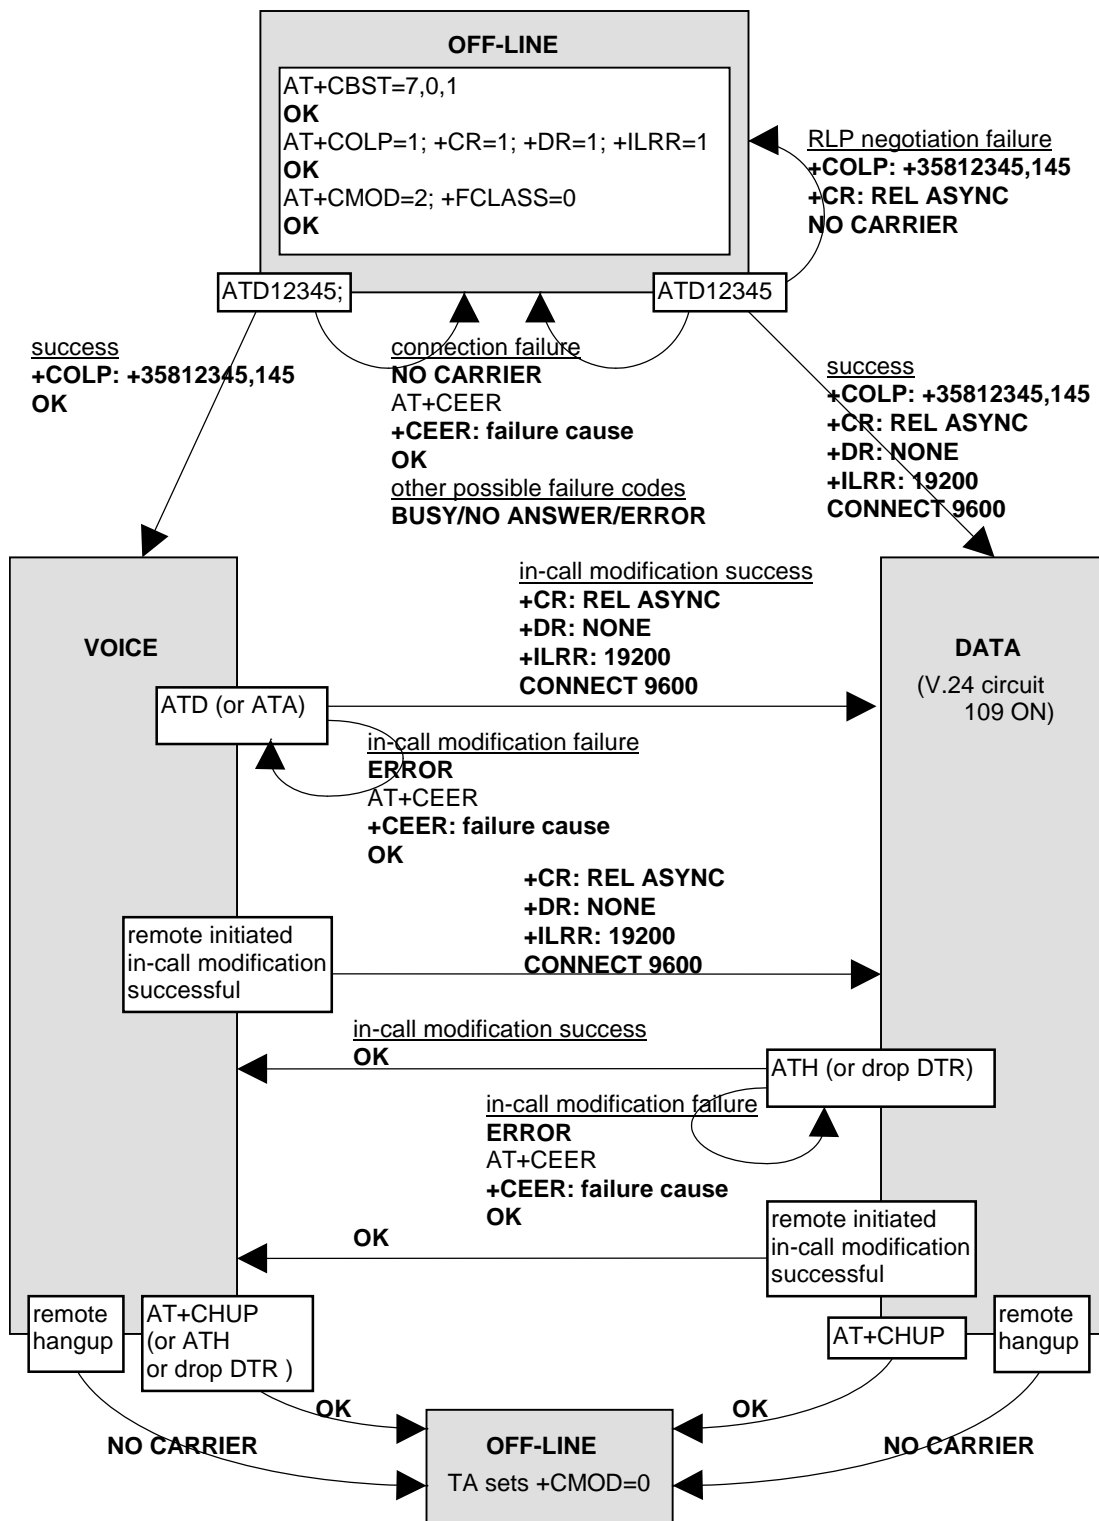 OFF-LINE
AT+CBST=7,0,1
OK
AT+COLP=1; +CR=1; +DR=1; +ILRR=1
OK
AT+CMOD=2; +FCLASS=0
OK
RLP negotiation failure
+COLP: +35812345,145
+CR: REL ASYNC
NO CARRIER
ATD12345;
ATD12345
success
+COLP: +35812345,145
OK
connection failure
NO CARRIER
AT+CEER
+CEER: failure cause
OK
other possible failure codes
BUSY/NO ANSWER/ERROR
success
+COLP: +35812345,145
+CR: REL ASYNC
+DR: NONE
+ILRR: 19200
CONNECT 9600
VOICE
in-call modification success
+CR: REL ASYNC
+DR: NONE
+ILRR: 19200
CONNECT 9600
DATA
(V.24 circuit
109 ON)
ATD (or ATA)
in-call modification failure
ERROR
AT+CEER
+CEER: failure cause
OK
+CR: REL ASYNC
+DR: NONE
+ILRR: 19200
CONNECT 9600
remote initiated
in-call modification
successful
in-call modification success
OK
ATH (or drop DTR)
in-call modification failure
ERROR
AT+CEER
+CEER: failure cause
OK
remote initiated
in-call modification
successful
OK
remote
hangup
AT+CHUP
(or ATH
or drop DTR )
AT+CHUP
remote
hangup
OK
OK
NO CARRIER
NO CARRIER
OFF-LINE
TA sets +CMOD=0